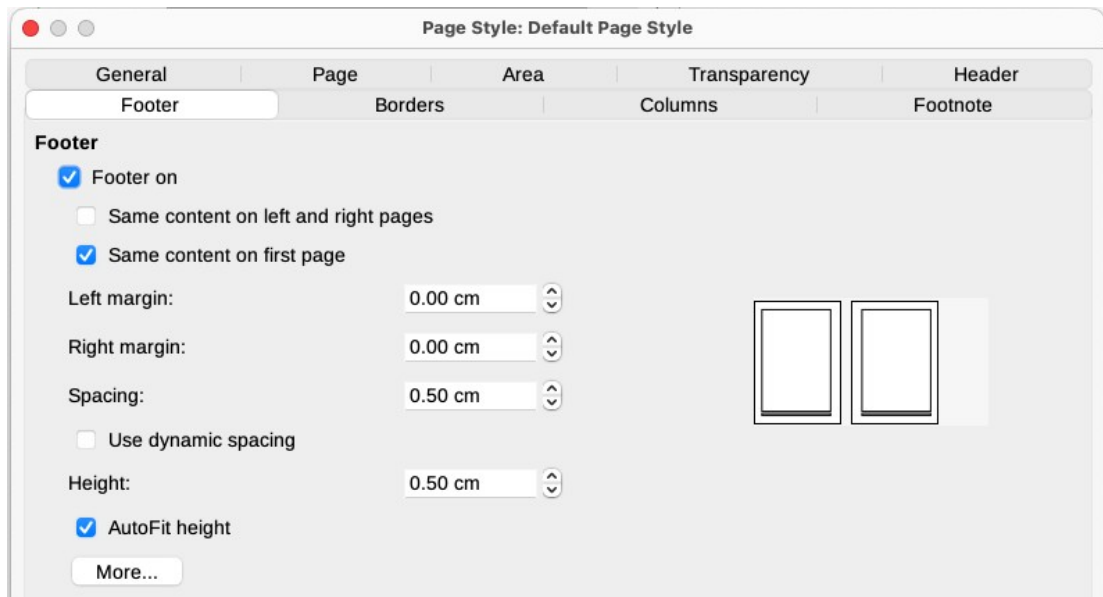 Page Style: Default Page Style
General Page Area Transparency Header
Footer Borders Columns Footnote
Footer
Footer on
Same content on left and right pages
Same content on first page
Left margin: 0.00 cm
Right margin: 0.00 cm
Spacing: 0.50 cm
Use dynamic spacing
Height: 0.50 cm
AutoFit height
More...